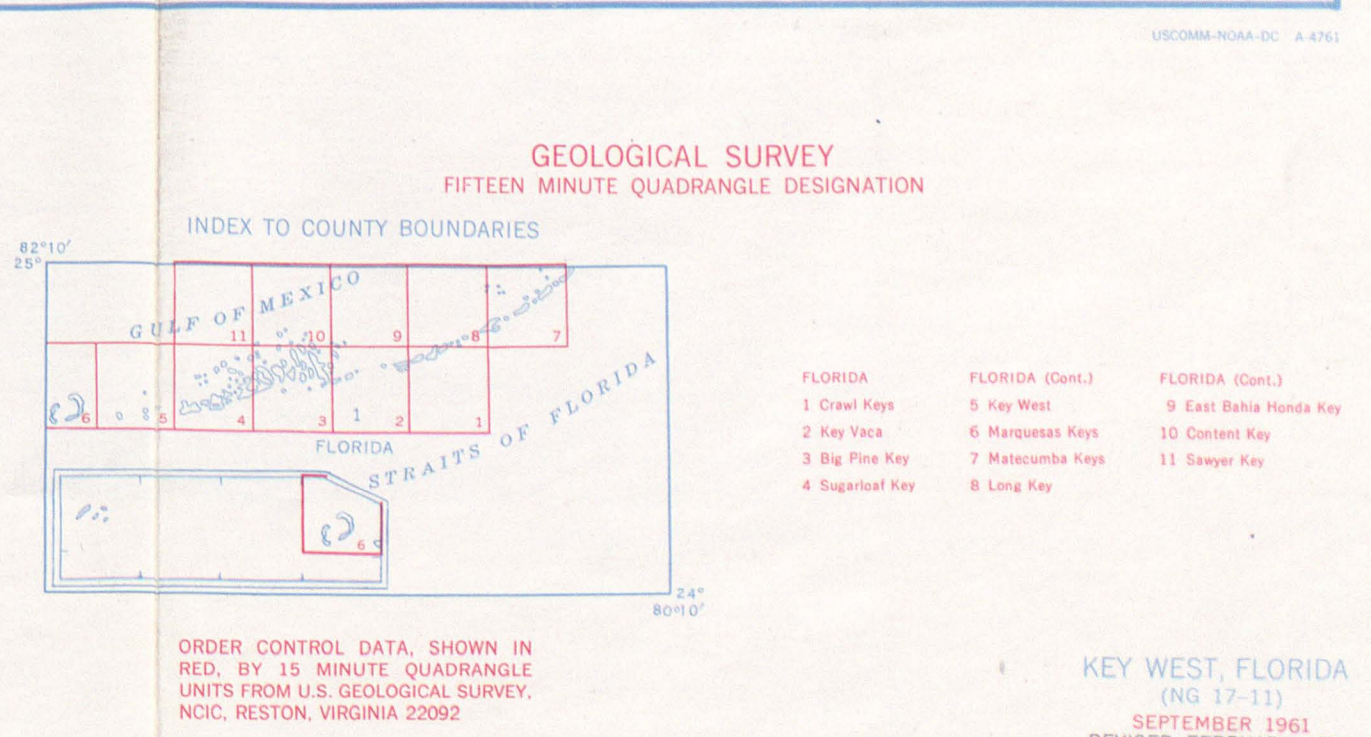 USCOMM-NOAA-DC A-4761
GEOLOGICAL SURVEY
FIFTEEN MINUTE QUADRANGLE DESIGNATION
INDEX TO COUNTY BOUNDARIES
82°10′
25°
GULF OF MEXICO
11 10 9 8 7
6 5 4 3 1 2 1
FLORIDA
STRAITS OF FLORIDA
6
24°
80°10′
FLORIDA
1 Crawl Keys
2 Key Vaca
3 Big Pine Key
4 Sugarloaf Key
FLORIDA (Cont.)
5 Key West
6 Marquesas Keys
7 Matecumba Keys
8 Long Key
FLORIDA (Cont.)
9 East Bahia Honda Key
10 Content Key
11 Sawyer Key
ORDER CONTROL DATA, SHOWN IN
RED, BY 15 MINUTE QUADRANGLE
UNITS FROM U.S. GEOLOGICAL SURVEY,
NCIC, RESTON, VIRGINIA 22092
KEY WEST, FLORIDA
(NG 17-11)
SEPTEMBER 1961